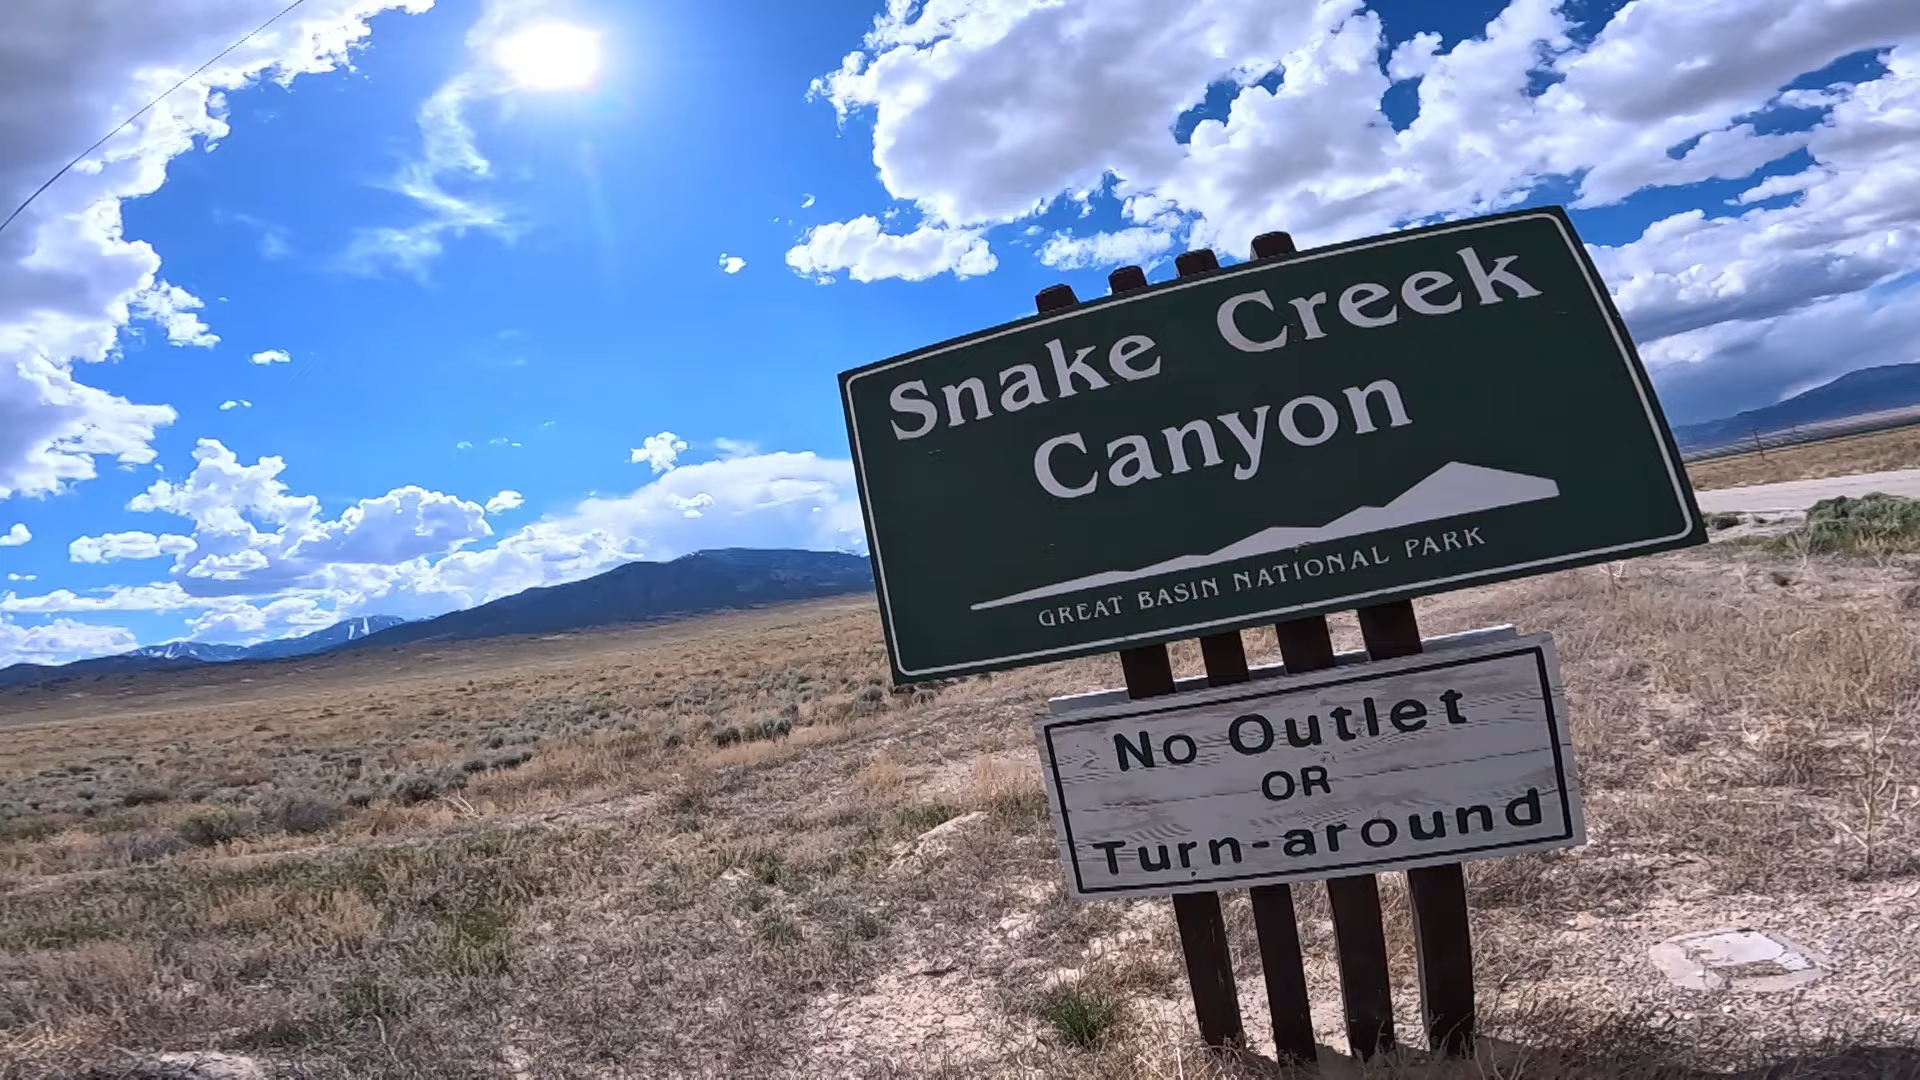 Snake Creek
Canyon
GREAT BASIN NATIONAL PARK
No Outlet
OR
Turn-around